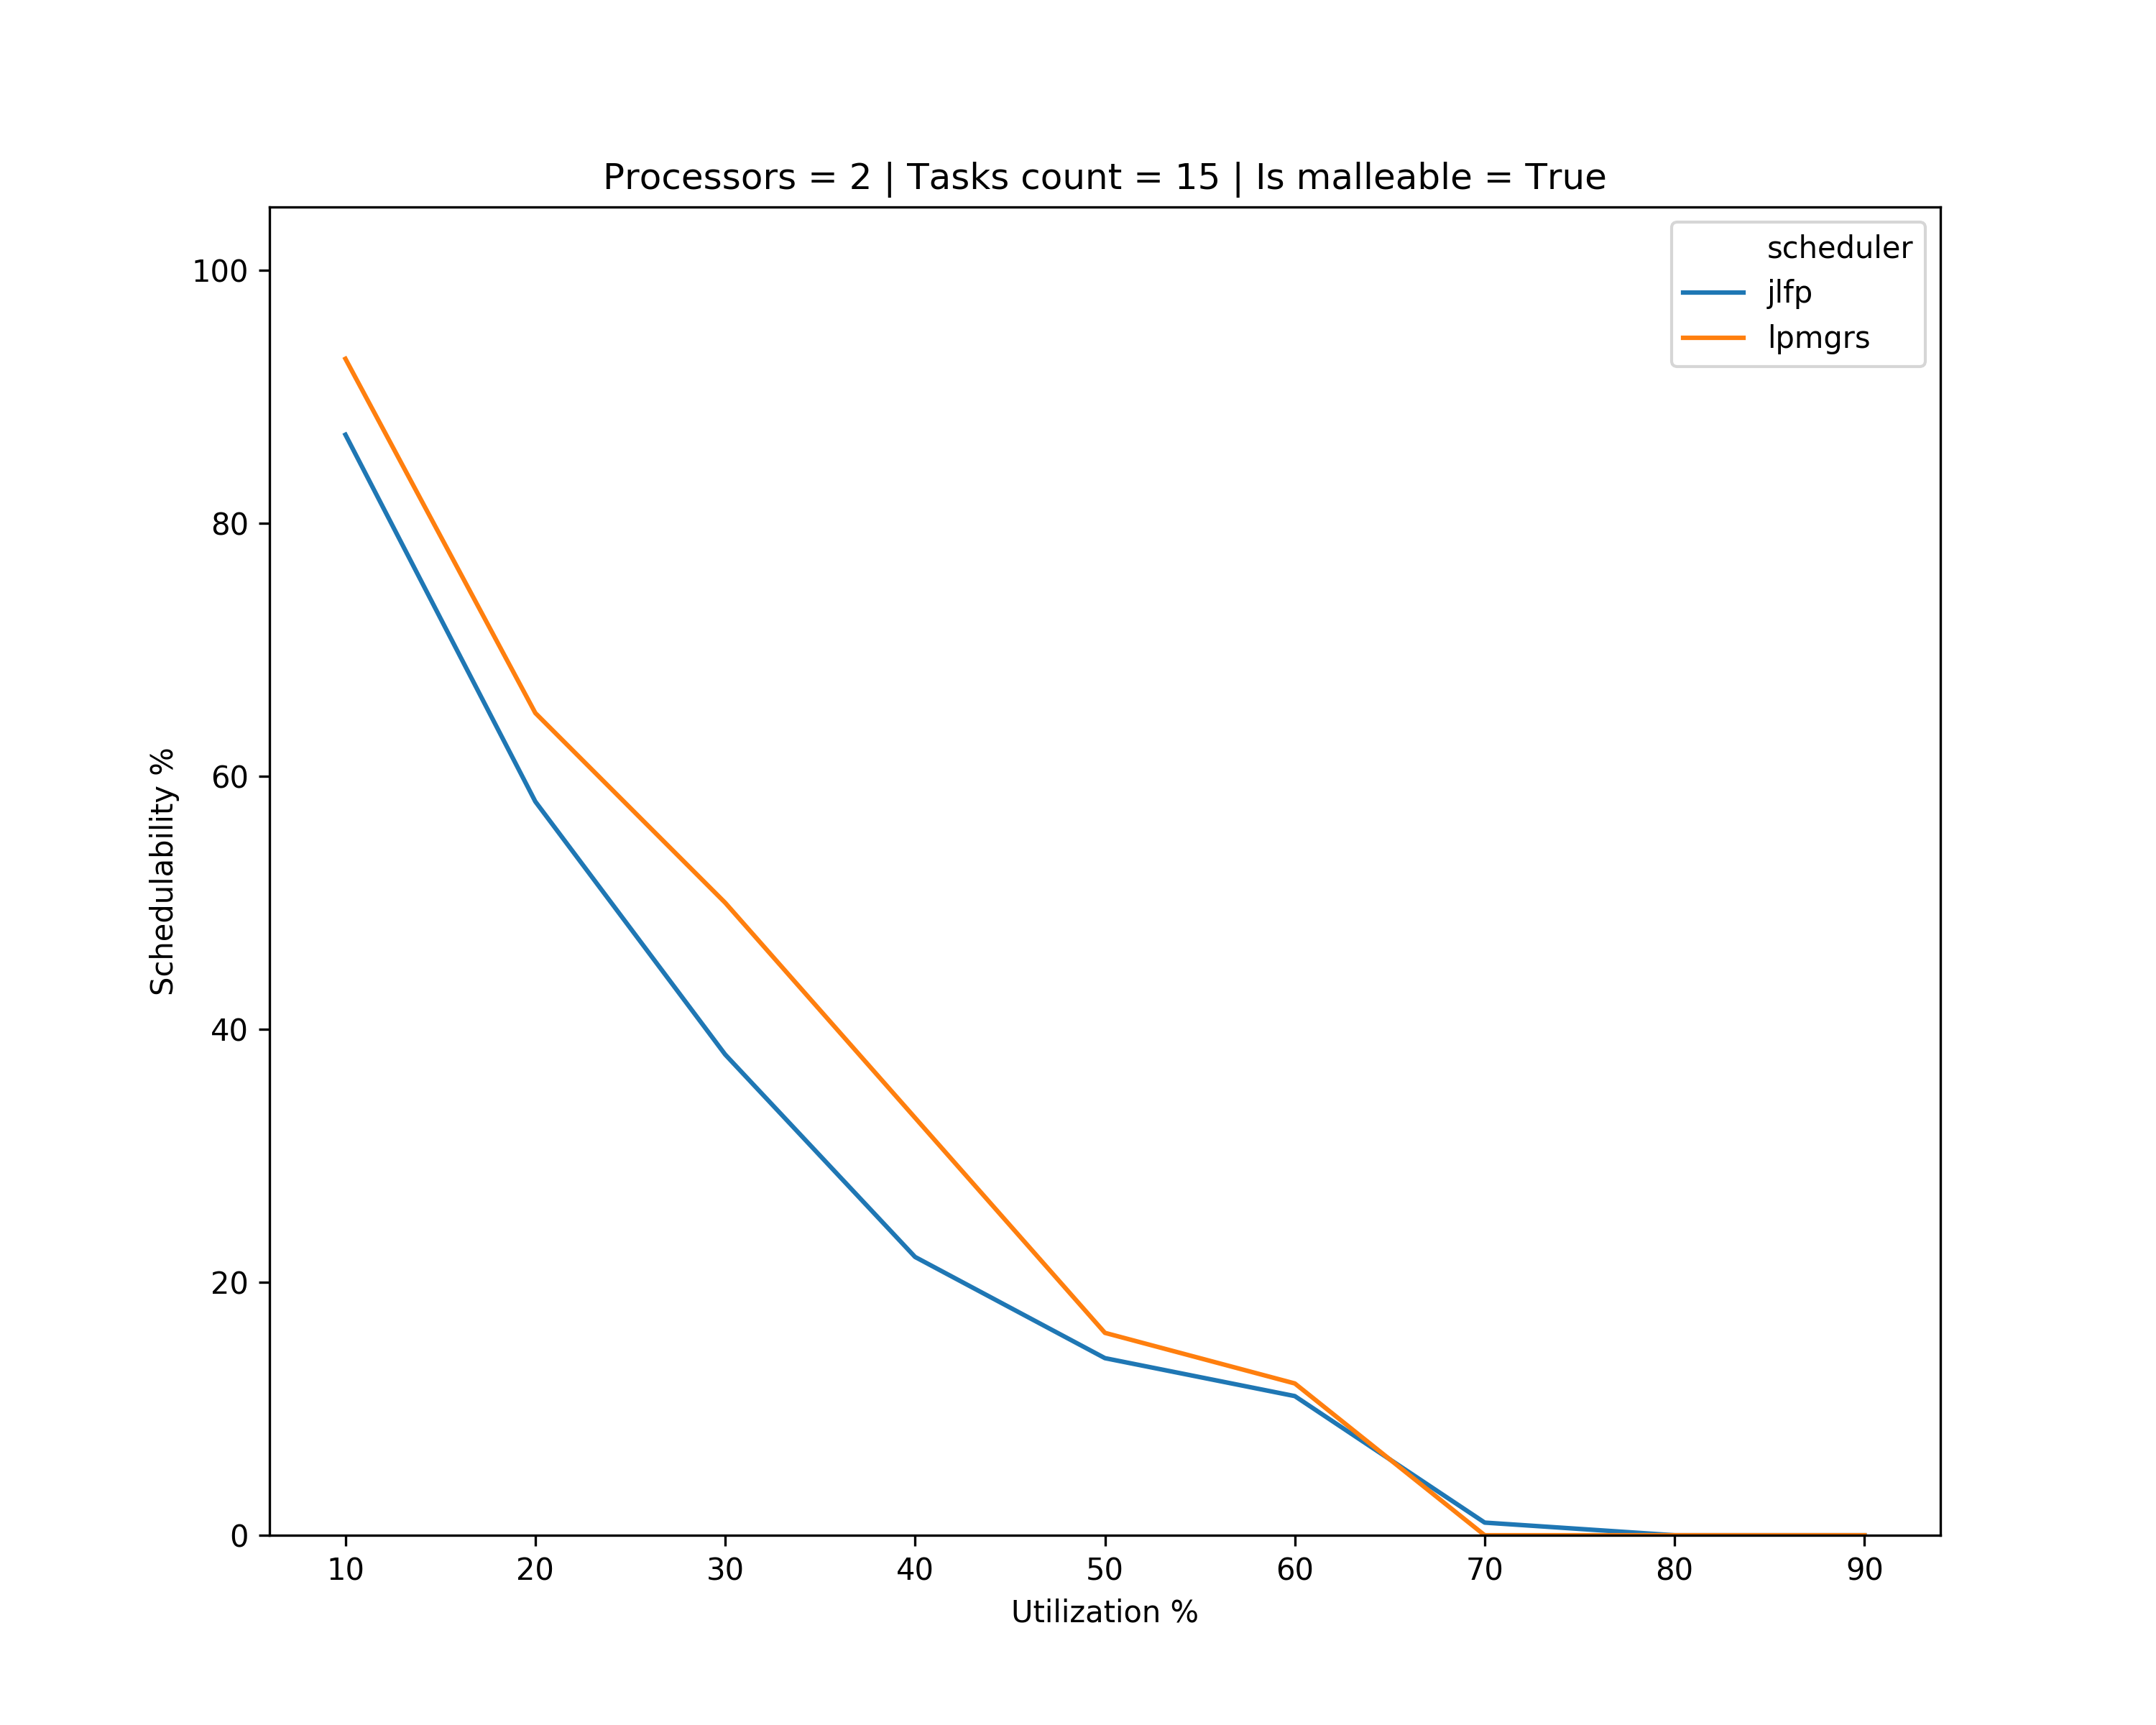 Processors = 2 | Tasks count = 15 | Is malleable = True
scheduler
jlfp
lpmgrs
100
80
60
40
20
0
Schedulability %
10 20 30 40 50 60 70 80 90
Utilization %